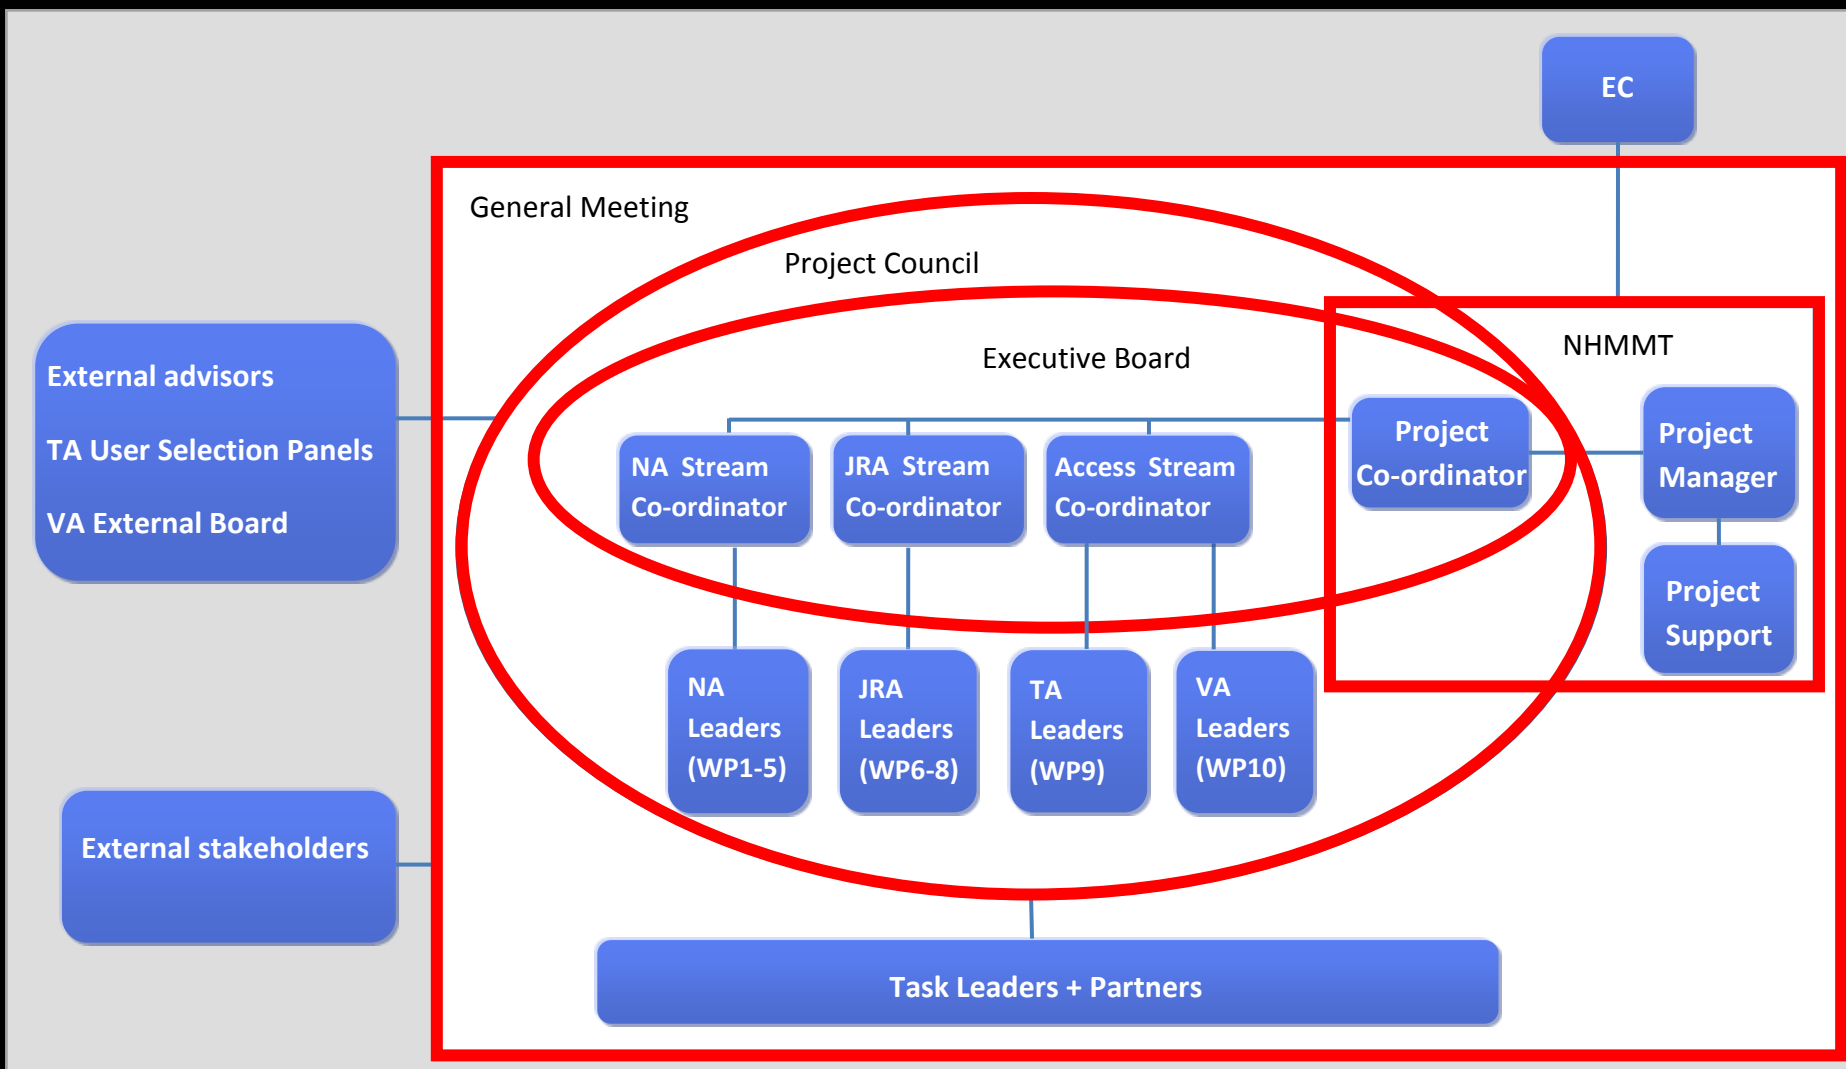 EC
General Meeting
Project Council
Executive Board
NHMMT
External advisors
TA User Selection Panels
VA External Board
NA Stream
Co-ordinator
JRA Stream
Co-ordinator
Access Stream
Co-ordinator
Project
Co-ordinator
Project
Manager
Project
Support
NA
Leaders
(WP1-5)
JRA
Leaders
(WP6-8)
TA
Leaders
(WP9)
VA
Leaders
(WP10)
External stakeholders
Task Leaders + Partners